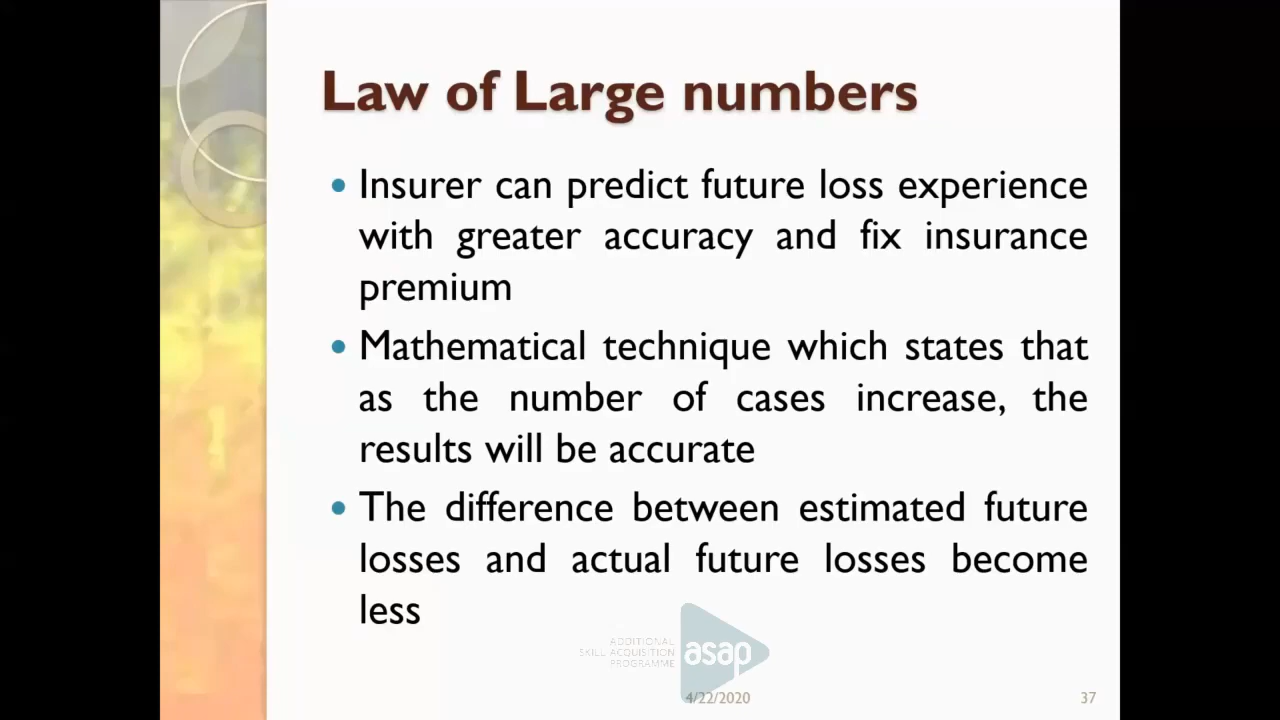 Law of Large numbers
• Insurer can predict future loss experience
with greater accuracy and fix insurance
premium
• Mathematical technique which states that
as the number of cases increase, the
results will be accurate
• The difference between estimated future
losses and actual future losses become
less
ADDITIONAL
SKILL ACQUISITION
PROGRAMME
asap
4/22/2020
37